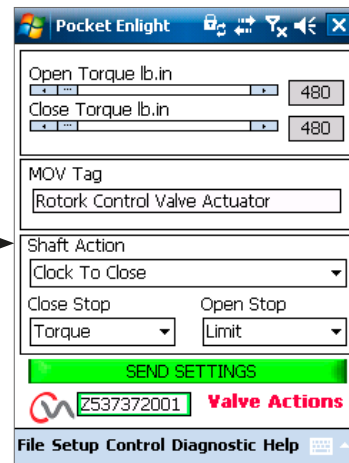 Pocket Enlight
Open Torque lb.in
480
Close Torque lb.in
480
MOV Tag
Rotork Control Valve Actuator
Shaft Action
Clock To Close
Close Stop Open Stop
Torque Limit
SEND SETTINGS
Z537372001 Valve Actions
File Setup Control Diagnostic Help